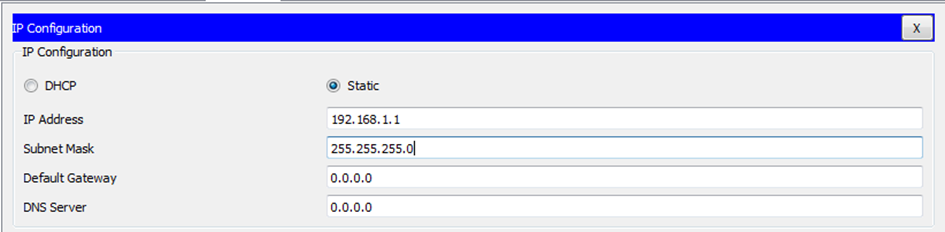 IP Configuration X
IP Configuration
DHCP Static
IP Address 192.168.1.1
Subnet Mask 255.255.255.0
Default Gateway 0.0.0.0
DNS Server 0.0.0.0